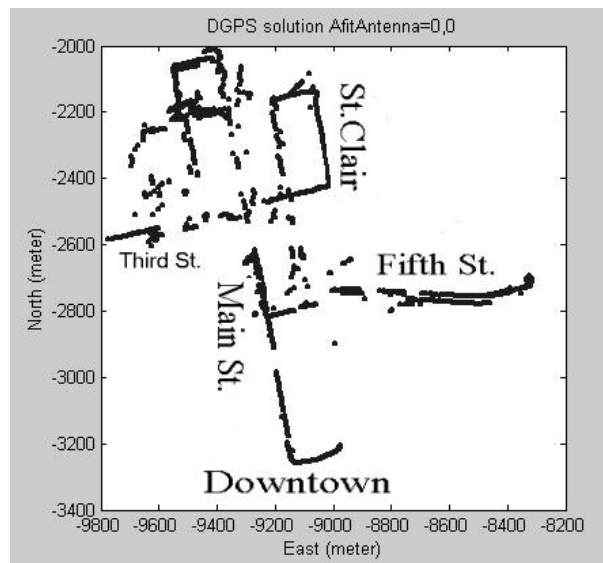 DGPS solution AfitAntenna=0,0
-2000
-2200
-2400
-2600
-2800
-3000
-3200
-3400
North (meter)
St.Clair
Third St.
Fifth St.
Main St.
Downtown
-9800 -9600 -9400 -9200 -9000 -8800 -8600 -8400 -8200
East (meter)